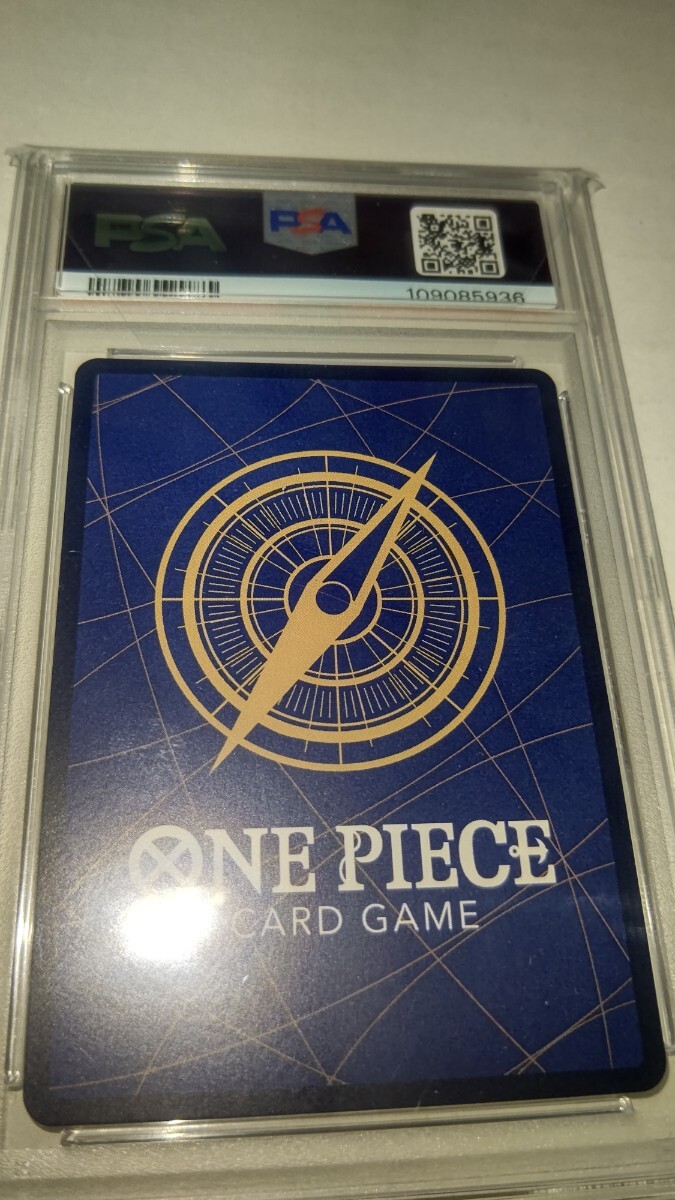 PSA
PSA
109085936
ONE PIECE
CARD GAME